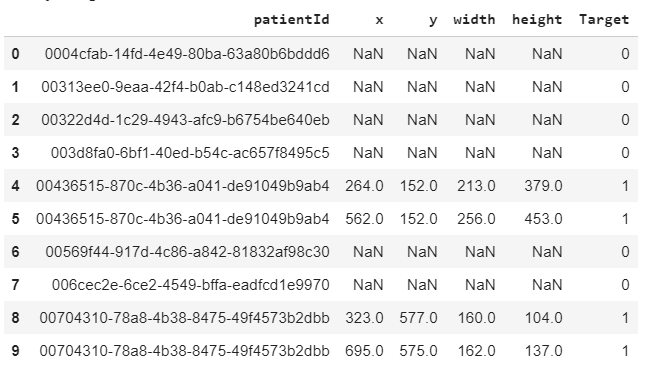 patientId x y width height Target
0 0004cfab-14fd-4e49-80ba-63a80b6bddd6 NaN NaN NaN NaN 0
1 00313ee0-9eaa-42f4-b0ab-c148ed3241cd NaN NaN NaN NaN 0
2 00322d4d-1c29-4943-afc9-b6754be640eb NaN NaN NaN NaN 0
3 003d8fa0-6bf1-40ed-b54c-ac657f8495c5 NaN NaN NaN NaN 0
4 00436515-870c-4b36-a041-de91049b9ab4 264.0 152.0 213.0 379.0 1
5 00436515-870c-4b36-a041-de91049b9ab4 562.0 152.0 256.0 453.0 1
6 00569f44-917d-4c86-a842-81832af98c30 NaN NaN NaN NaN 0
7 006cec2e-6ce2-4549-bffa-eadfcd1e9970 NaN NaN NaN NaN 0
8 00704310-78a8-4b38-8475-49f4573b2dbb 323.0 577.0 160.0 104.0 1
9 00704310-78a8-4b38-8475-49f4573b2dbb 695.0 575.0 162.0 137.0 1